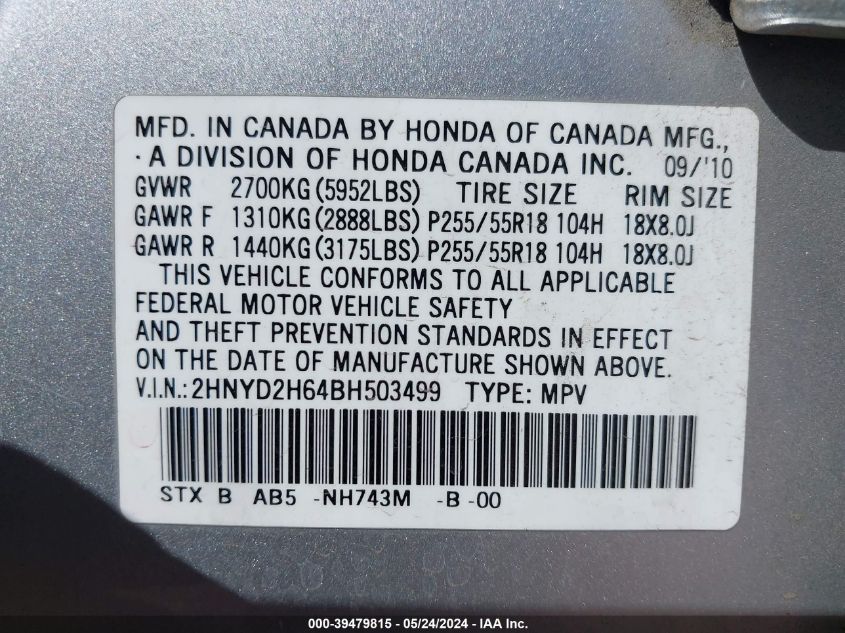 MFD. IN CANADA BY HONDA OF CANADA MFG.,
· A DIVISION OF HONDA CANADA INC. 09/'10
GVWR 2700KG (5952LBS) TIRE SIZE RIM SIZE
GAWR F 1310KG (2888LBS) P255/55R18 104H 18X8.0J
GAWR R 1440KG (3175LBS) P255/55R18 104H 18X8.0J
THIS VEHICLE CONFORMS TO ALL APPLICABLE
FEDERAL MOTOR VEHICLE SAFETY
AND THEFT PREVENTION STANDARDS IN EFFECT
ON THE DATE OF MANUFACTURE SHOWN ABOVE.
V.I.N.: 2HNYD2H64BH503499 TYPE: MPV
STX B AB5 -NH743M -B -00
000-39479815 - 05/24/2024 - IAA Inc.